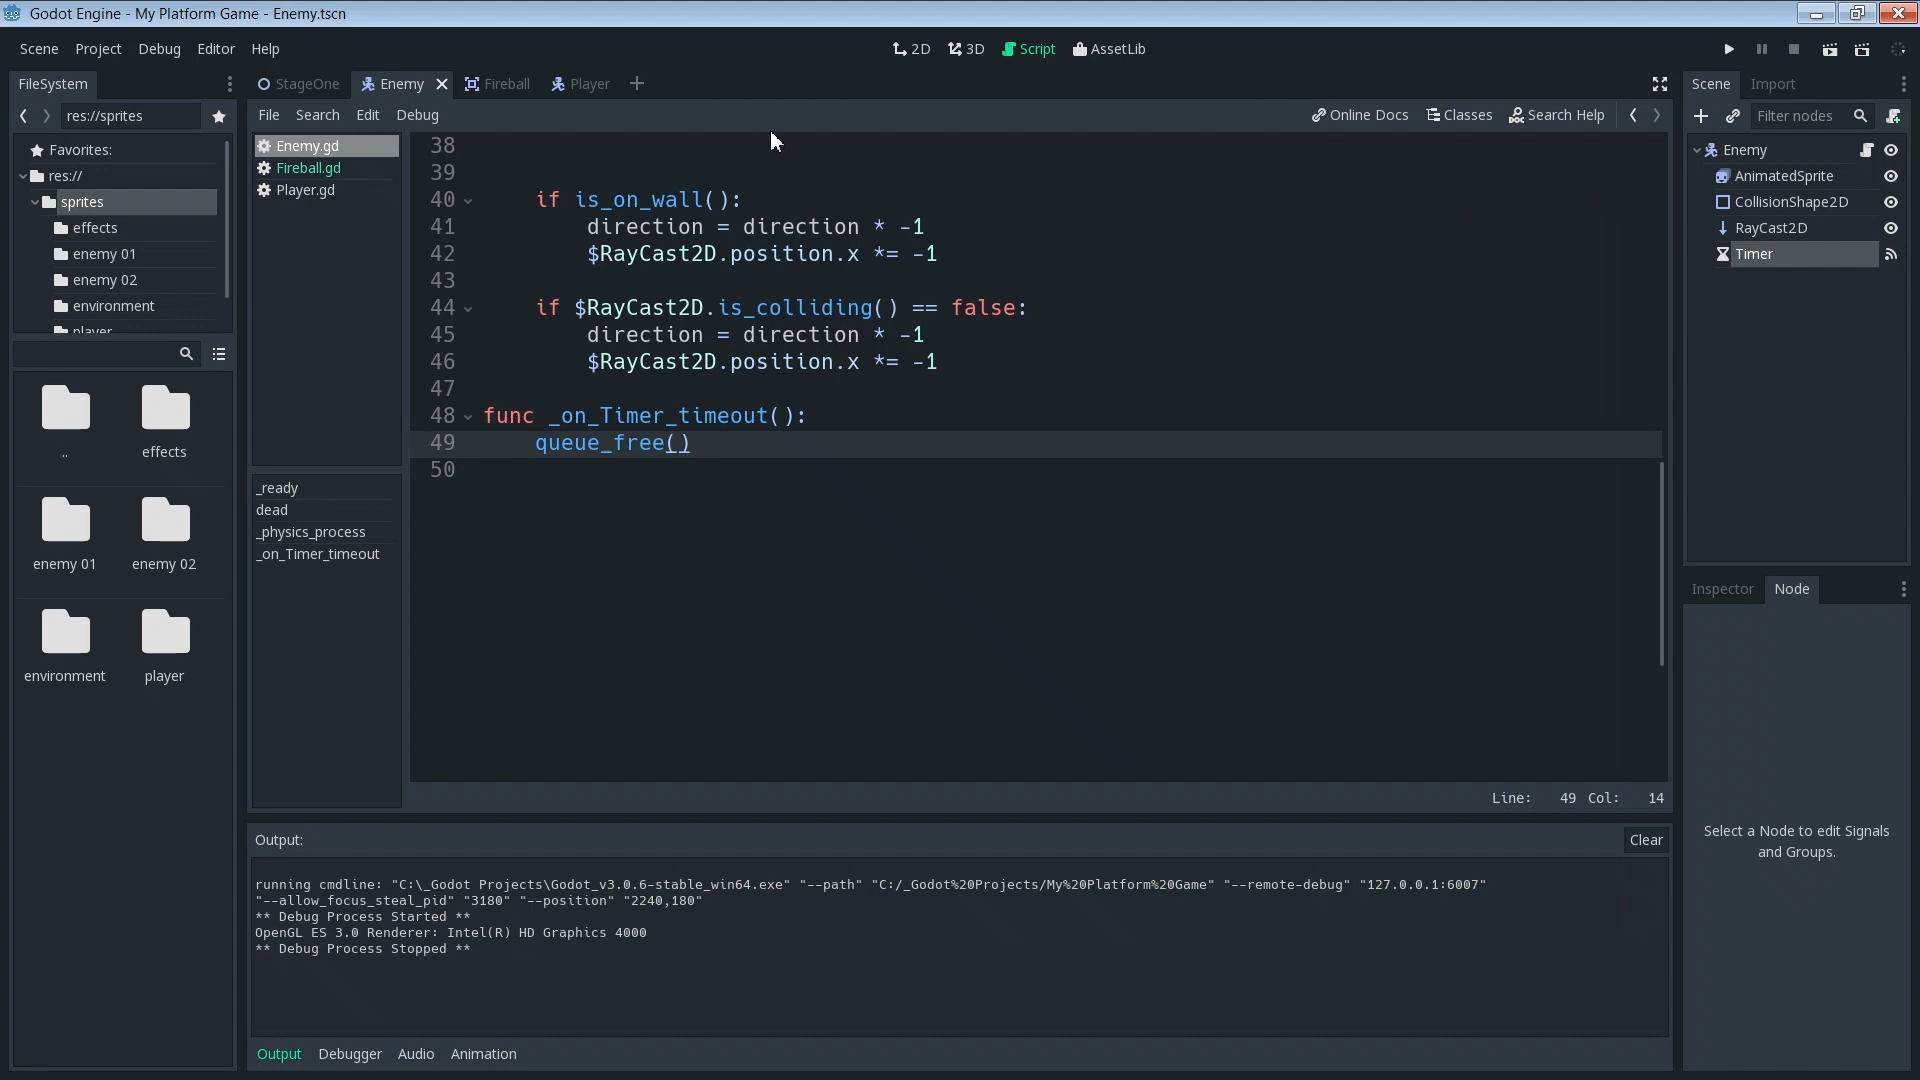 Godot Engine - My Platform Game - Enemy.tscn
Scene Project Debug Editor Help
2D 3D Script AssetLib
FileSystem
StageOne Enemy Fireball Player
Scene Import
res://sprites
File Search Edit Debug
Online Docs Classes Search Help
Filter nodes
Favorites:
res://
sprites
effects
enemy 01
enemy 02
environment
player
..
effects
enemy 01
enemy 02
environment
player
Enemy.gd
Fireball.gd
Player.gd
_ready
dead
_physics_process
_on_Timer_timeout
38
39
40 if is_on_wall():
41 direction = direction * -1
42 $RayCast2D.position.x *= -1
43
44 if $RayCast2D.is_colliding() == false:
45 direction = direction * -1
46 $RayCast2D.position.x *= -1
47
48 func _on_Timer_timeout():
49 queue_free()
50
Line: 49 Col: 14
Output:
Clear
running cmdline: "C:\_Godot Projects\Godot_v3.0.6-stable_win64.exe" "--path" "C:/_Godot%20Projects/My%20Platform%20Game" "--remote-debug" "127.0.0.1:6007"
"--allow_focus_steal_pid" "3180" "--position" "2240,180"
** Debug Process Started **
OpenGL ES 3.0 Renderer: Intel(R) HD Graphics 4000
** Debug Process Stopped **
Output Debugger Audio Animation
Enemy
AnimatedSprite
CollisionShape2D
RayCast2D
Timer
Inspector Node
Select a Node to edit Signals
and Groups.